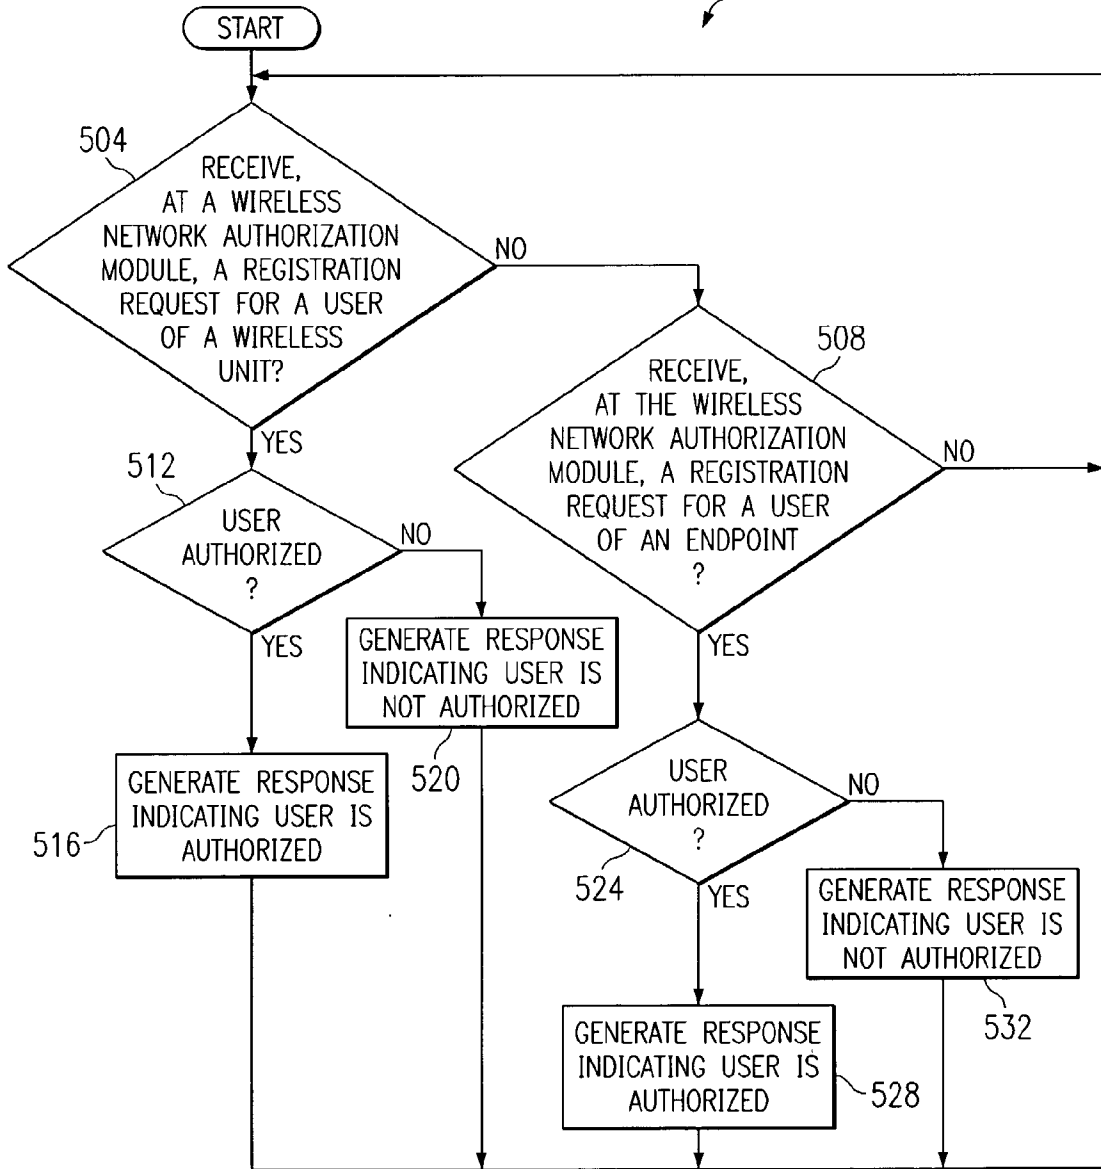 START
504
RECEIVE,
AT A WIRELESS
NETWORK AUTHORIZATION
MODULE, A REGISTRATION
REQUEST FOR A USER
OF A WIRELESS
UNIT?
NO
YES
508
RECEIVE,
AT THE WIRELESS
NETWORK AUTHORIZATION
MODULE, A REGISTRATION
REQUEST FOR A USER
OF AN ENDPOINT
?
NO
YES
512
USER
AUTHORIZED
?
NO
YES
GENERATE RESPONSE
INDICATING USER IS
NOT AUTHORIZED
520
GENERATE RESPONSE
INDICATING USER IS
AUTHORIZED
516
USER
AUTHORIZED
?
524
NO
YES
GENERATE RESPONSE
INDICATING USER IS
NOT AUTHORIZED
532
GENERATE RESPONSE
INDICATING USER IS
AUTHORIZED
528